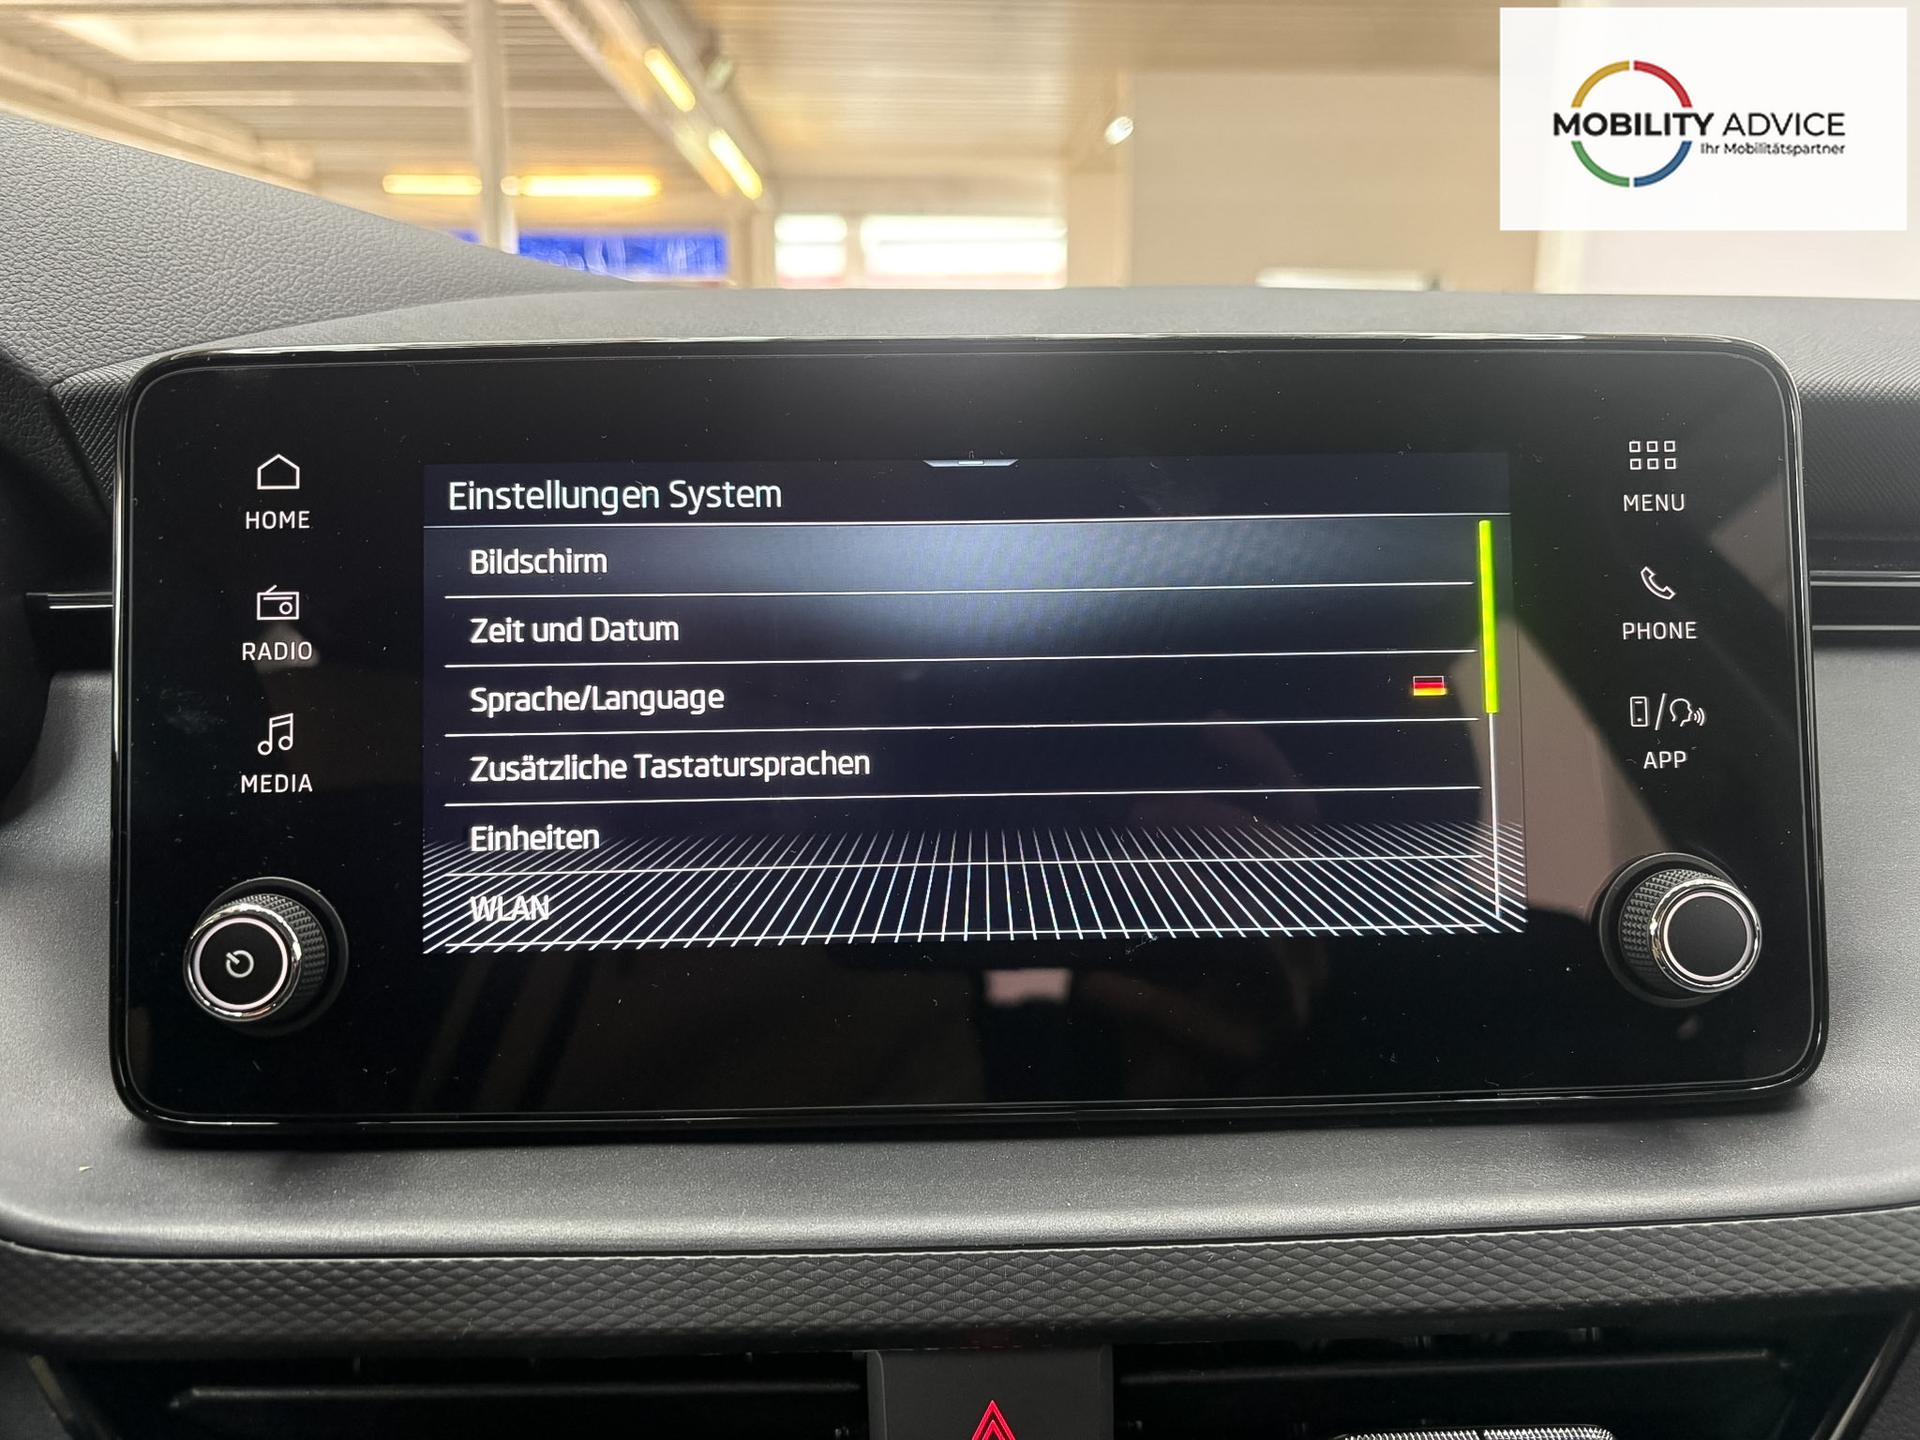 MOBILITY ADVICE
Ihr Mobilitätspartner
HOME
RADIO
MEDIA
Einstellungen System
Bildschirm
Zeit und Datum
Sprache/Language
Zusätzliche Tastatursprachen
Einheiten
WLAN
MENU
PHONE
APP